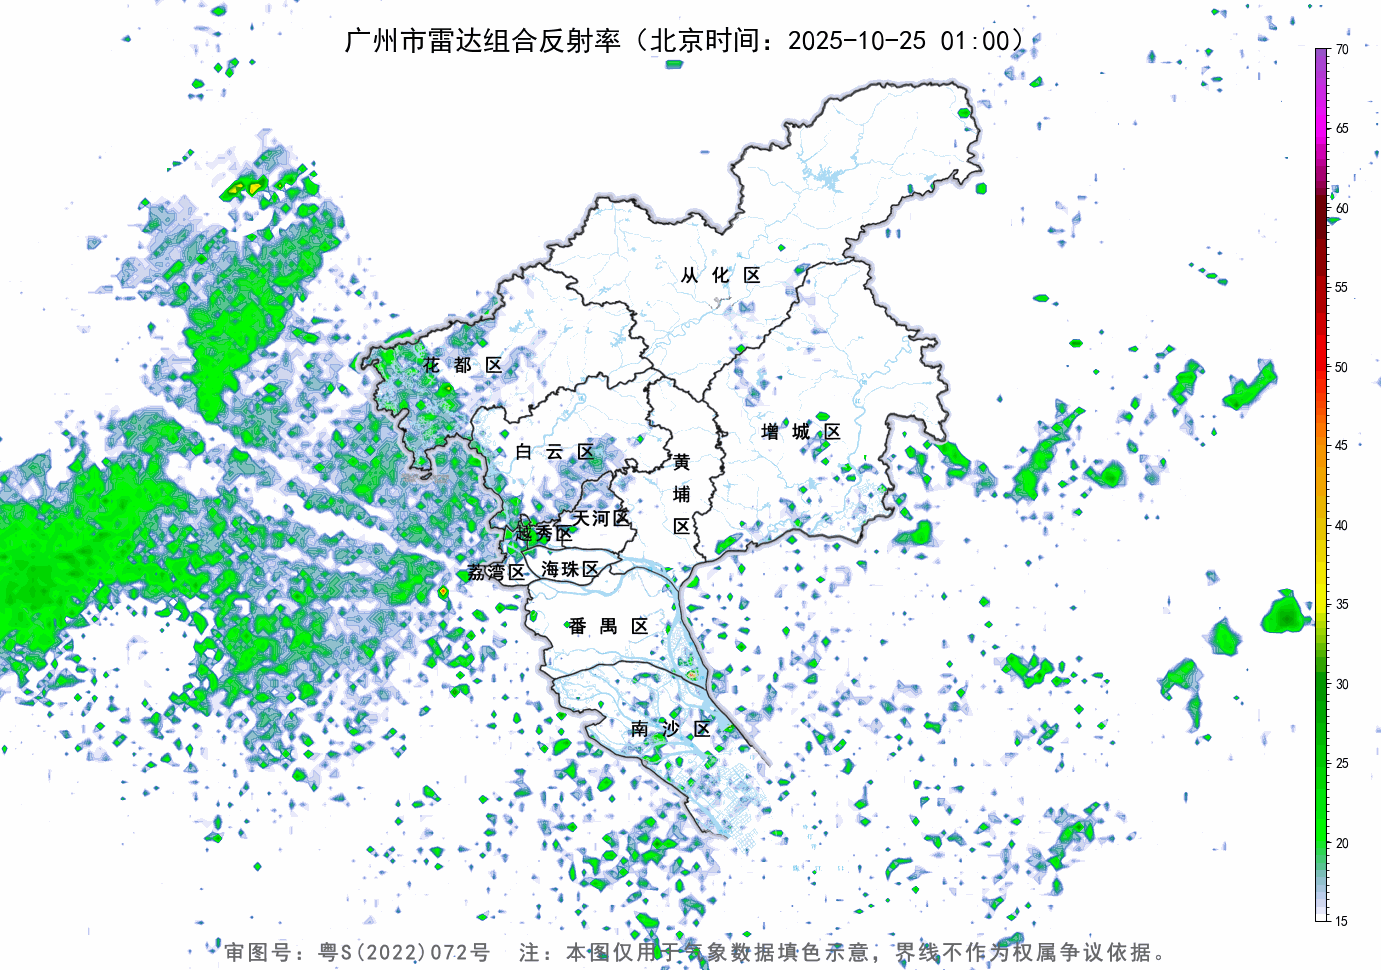 广州市雷达组合反射率（北京时间：2025-10-25 01:00）
70
65
60
55
50
45
40
35
30
25
20
15
从化区
花都区
增城区
白云区
黄埔区
天河区
越秀区
荔湾区
海珠区
番禺区
南沙区
审图号：粤S(2022)072号 注：本图仅用于气象数据填色示意，界线不作为权属争议依据。